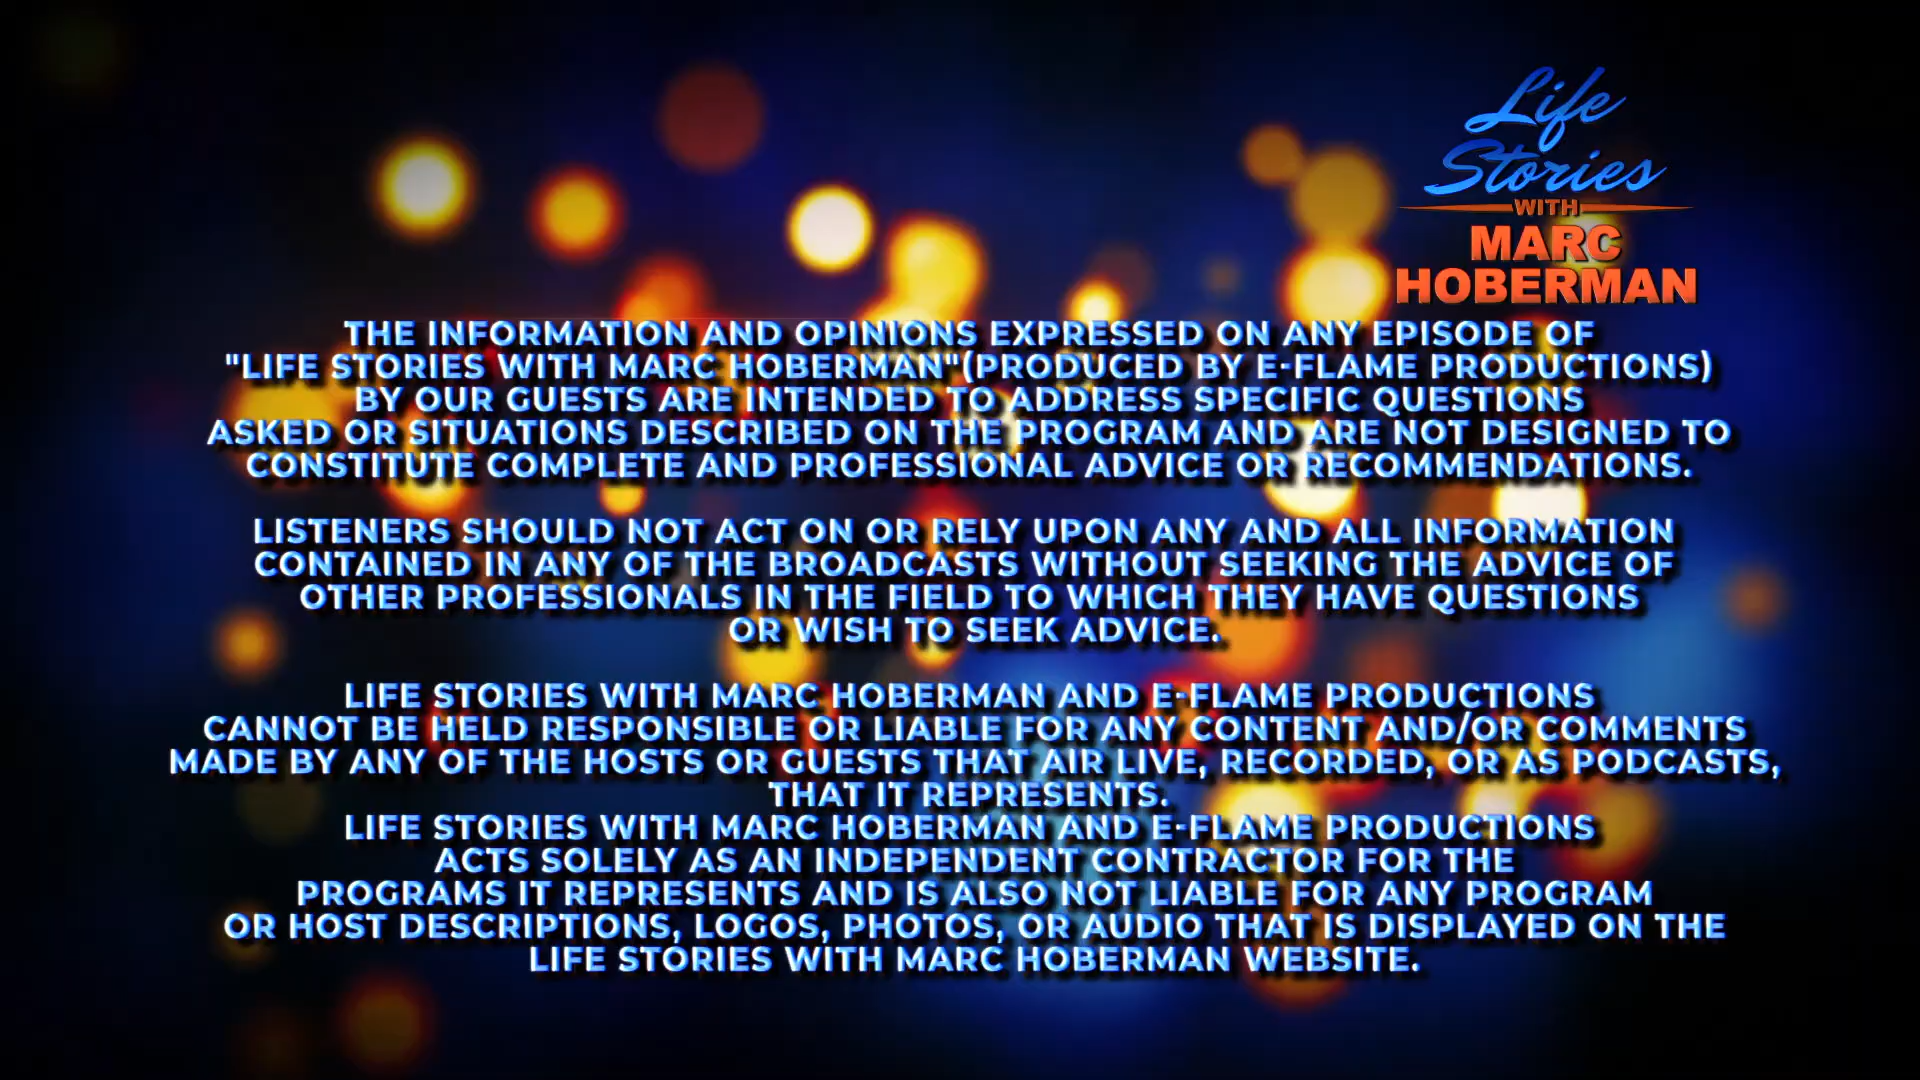 Life
Stories
WITH
MARC
HOBERMAN
THE INFORMATION AND OPINIONS EXPRESSED ON ANY EPISODE OF
"LIFE STORIES WITH MARC HOBERMAN"(PRODUCED BY E-FLAME PRODUCTIONS)
BY OUR GUESTS ARE INTENDED TO ADDRESS SPECIFIC QUESTIONS
ASKED OR SITUATIONS DESCRIBED ON THE PROGRAM AND ARE NOT DESIGNED TO
CONSTITUTE COMPLETE AND PROFESSIONAL ADVICE OR RECOMMENDATIONS.
LISTENERS SHOULD NOT ACT ON OR RELY UPON ANY AND ALL INFORMATION
CONTAINED IN ANY OF THE BROADCASTS WITHOUT SEEKING THE ADVICE OF
OTHER PROFESSIONALS IN THE FIELD TO WHICH THEY HAVE QUESTIONS
OR WISH TO SEEK ADVICE.
LIFE STORIES WITH MARC HOBERMAN AND E-FLAME PRODUCTIONS
CANNOT BE HELD RESPONSIBLE OR LIABLE FOR ANY CONTENT AND/OR COMMENTS
MADE BY ANY OF THE HOSTS OR GUESTS THAT AIR LIVE, RECORDED, OR AS PODCASTS,
THAT IT REPRESENTS.
LIFE STORIES WITH MARC HOBERMAN AND E-FLAME PRODUCTIONS
ACTS SOLELY AS AN INDEPENDENT CONTRACTOR FOR THE
PROGRAMS IT REPRESENTS AND IS ALSO NOT LIABLE FOR ANY PROGRAM
OR HOST DESCRIPTIONS, LOGOS, PHOTOS, OR AUDIO THAT IS DISPLAYED ON THE
LIFE STORIES WITH MARC HOBERMAN WEBSITE.